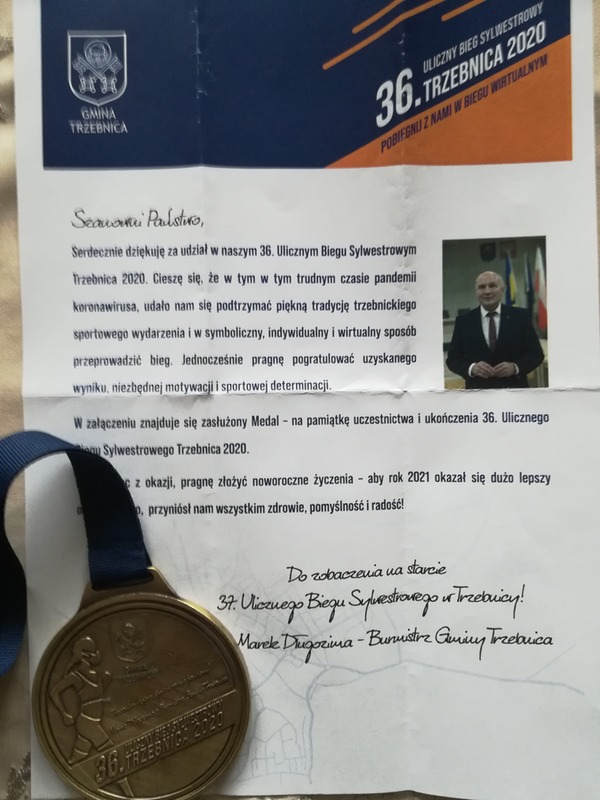 ULICZNY BIEG SYLWESTROWY
36. TRZEBNICA 2020
POBIEGNIJ Z NAMI W BIEGU WIRTUALNYM
GMINA
TRZEBNICA
Szanowni Państwo,
Serdecznie dziękuję za udział w naszym 36. Ulicznym Biegu Sylwestrowym
Trzebnica 2020. Cieszę się, że w tym w tym trudnym czasie pandemii
koronawirusa, udało nam się podtrzymać piękną tradycję trzebnickiego
sportowego wydarzenia i w symboliczny, indywidualny i wirtualny sposób
przeprowadzić bieg. Jednocześnie pragnę pogratulować uzyskanego
wyniku, niezbędnej motywacji i sportowej determinacji.
W załączeniu znajduje się zasłużony Medal – na pamiątkę uczestnictwa i ukończenia 36. Ulicznego
Biegu Sylwestrowego Trzebnica 2020.
z okazji, pragnę złożyć noworoczne życzenia – aby rok 2021 okazał się dużo lepszy
przyniósł nam wszystkim zdrowie, pomyślność i radość!
Do zobaczenia na starcie
37. Ulicznego Biegu Sylwestrowego w Trzebnicy!
Marek Długozima – Burmistrz Gminy Trzebnica
ULICZNY BIEG SYLWESTROWY
36. TRZEBNICA 2020